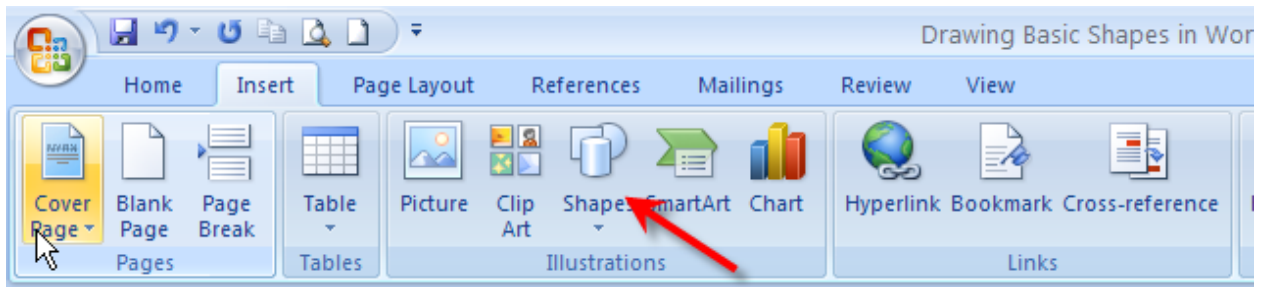 Drawing Basic Shapes in Wor
Home Insert Page Layout References Mailings Review View
Cover Page
Blank Page
Page Break
Table
Picture
Clip Art
Shapes
SmartArt
Chart
Hyperlink
Bookmark
Cross-reference
Pages Tables Illustrations Links